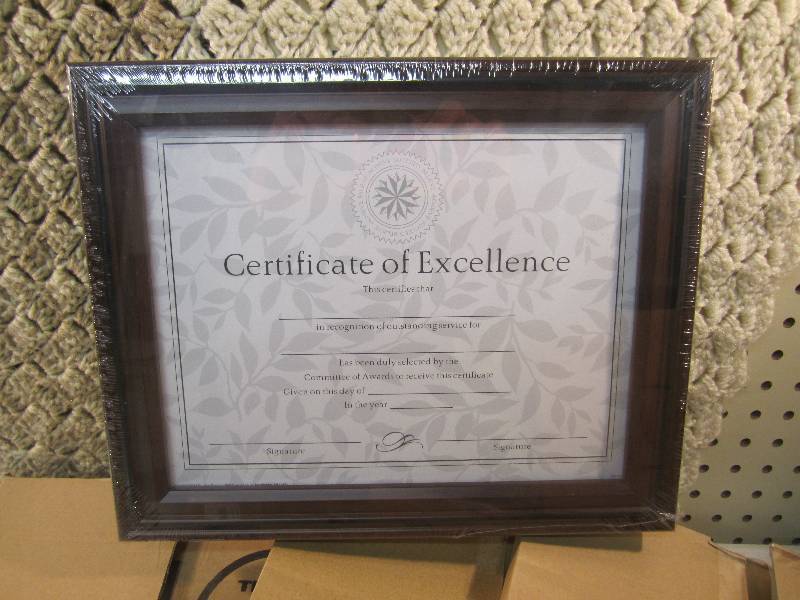 Certificate of Excellence
This certifies that
in recognition of outstanding service for
has been duly selected by the
Committee of Awards to receive this certificate
Given on this day of
In the year
Signature
Signature